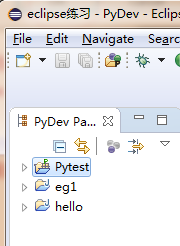 eclipse练习 - PyDev - Eclips
File Edit Navigate Sear
PyDev Pa...
Pytest
eg1
hello